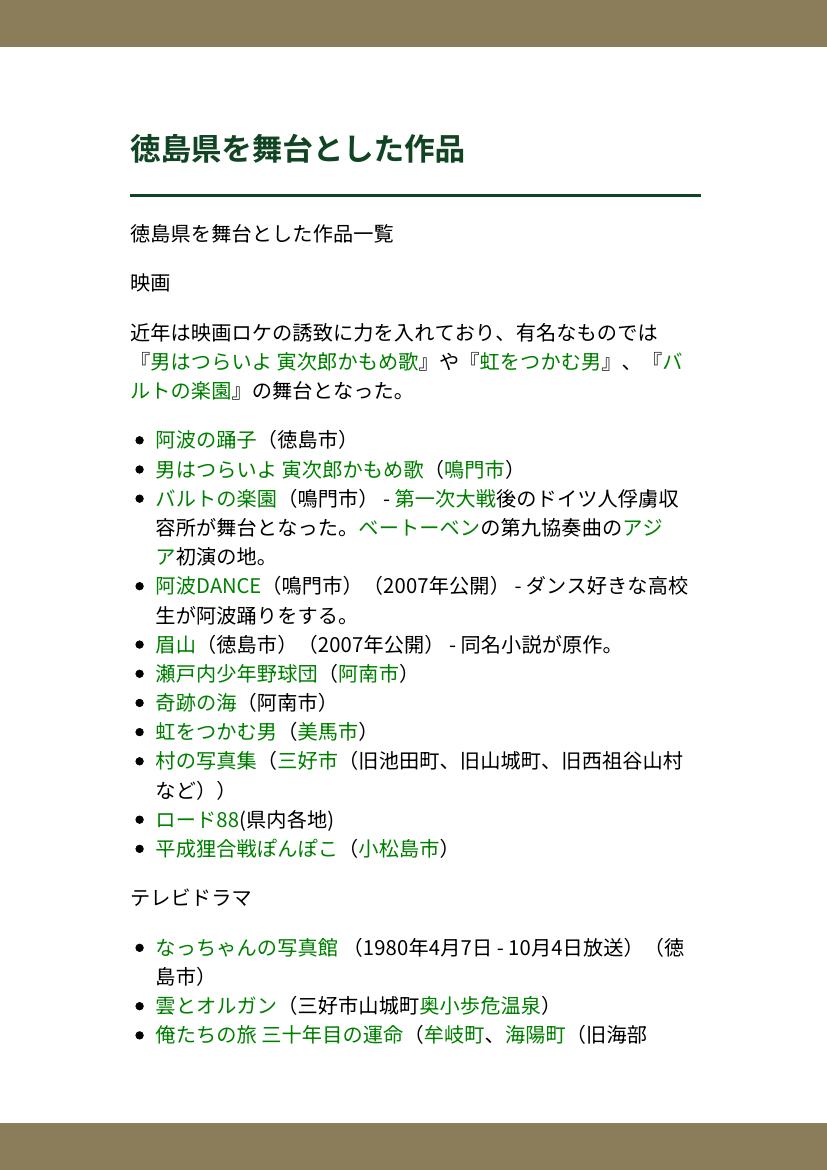 徳島県を舞台とした作品
徳島県を舞台とした作品一覧
映画
近年は映画ロケの誘致に力を入れており、有名なものでは
『男はつらいよ 寅次郎かもめ歌』や『虹をつかむ男』、『バ
ルトの楽園』の舞台となった。
阿波の踊子（徳島市）
男はつらいよ 寅次郎かもめ歌（鳴門市）
バルトの楽園（鳴門市） - 第一次大戦後のドイツ人俘虜収
容所が舞台となった。ベートーベンの第九協奏曲のアジ
ア初演の地。
阿波DANCE（鳴門市）（2007年公開） - ダンス好きな高校
生が阿波踊りをする。
眉山（徳島市）（2007年公開） - 同名小説が原作。
瀬戸内少年野球団（阿南市）
奇跡の海（阿南市）
虹をつかむ男（美馬市）
村の写真集（三好市（旧池田町、旧山城町、旧西祖谷山村
など））
ロード88(県内各地)
平成狸合戦ぽんぽこ（小松島市）
テレビドラマ
なっちゃんの写真館 （1980年4月7日 - 10月4日放送）（徳
島市）
雲とオルガン（三好市山城町奥小歩危温泉）
俺たちの旅 三十年目の運命（牟岐町、海陽町（旧海部